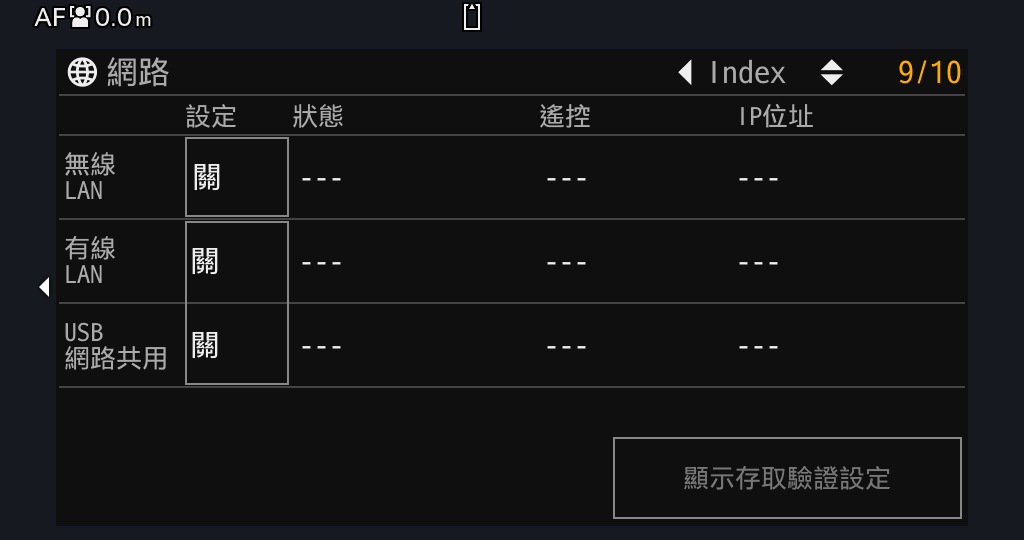 AF 0.0m
網路 Index 9/10
設定 狀態 遙控 IP位址
無線
LAN
關 --- --- ---
有線
LAN
關 --- --- ---
USB
網路共用
關 --- --- ---
顯示存取驗證設定